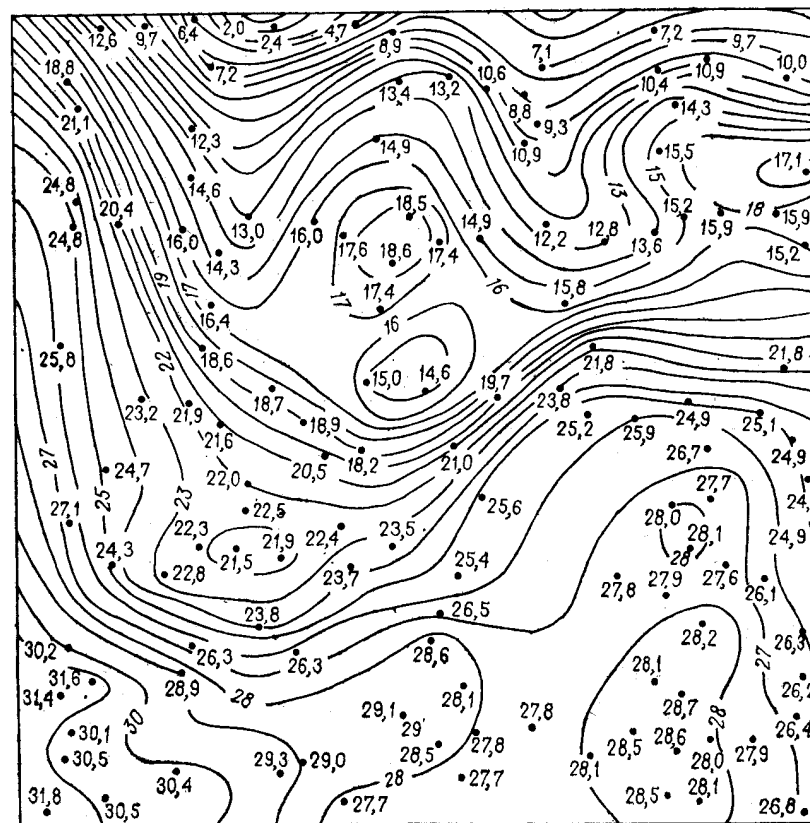 6,4 2,0 4,7
12,6 9,7 2,4 8,9 7,1 7,2 9,7
18,8 7,2 10,6 10,4 10,9 10,0
13,4 13,2 8,8
21,1 12,3 9,3 14,3
14,9 10,9 15,5
24,8 14,6 15 17,1
20,4 13,0 16,0 18,5 14,9 12,2 12,8 13 15,2 18
24,8 16,0 17,6 17,4 13,6 15,9 15,9
14,3 18,6 15,2
19 17 17 17,4 16 15,8 16
16,4 16
25,8 18,6 21,8 21,8
22 15,0 14,6 19,7
23,2 21,9 18,7 18,9 23,8
21,6 25,2 25,9 24,9 25,1
27 24,7 20,5 18,2 21,0 26,7 24,9
25 23 22,0 27,7 24,
27,1 22,5 25,6 28,0
22,3 22,4 23,5 28,1 24,9
24,3 21,5 21,9 28
22,8 23,7 25,4 27,8 27,9 27,6 26,1
23,8 26,5
30,2 26,3 26,3 28,6 28,2 26,3
31,6 28,9 28 28,1 28,1 27
31,4 28,7 26,2
30,1 30 29,1 29 27,8 27,8 28,5 28,6 28 26,4
30,5 29,3 29,0 28,1 28,0 27,9
30,4 28 27,7
31,8 30,5 27,7 28,5 28,1 26,8